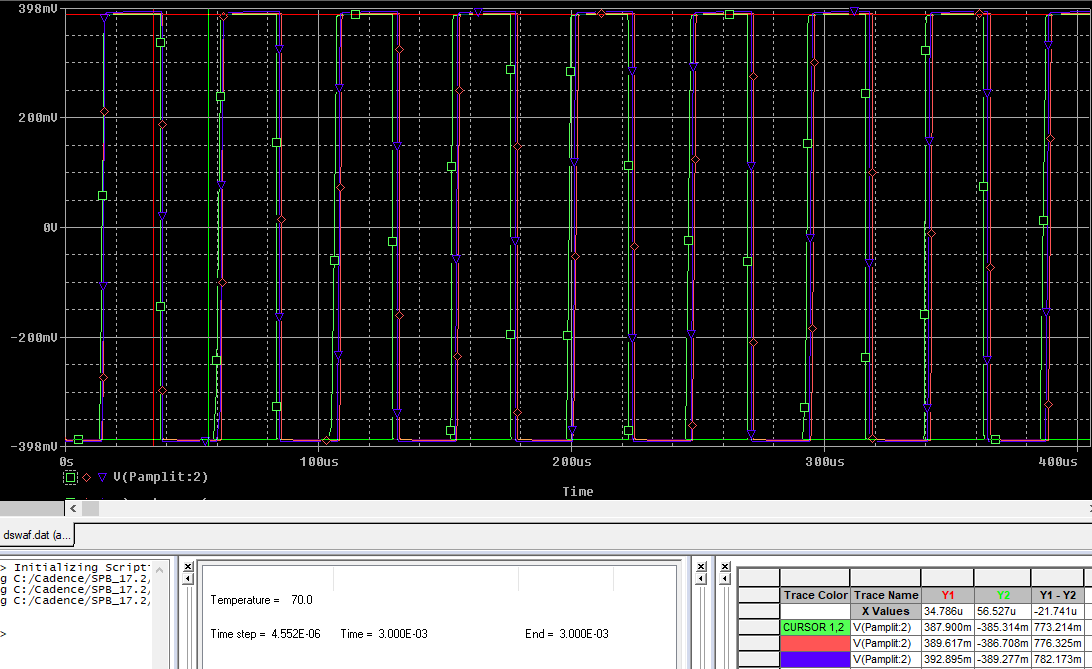 398mV
200mV
0V
-200mV
-398mV
0s 100us 200us 300us 400us
V(Pamplit:2)
Time
dswaf.dat (a...
> Initializing Script
g C:/Cadence/SPB_17.2/
g C:/Cadence/SPB_17.2/
g C:/Cadence/SPB_17.2/
>
Temperature = 70.0
Time step = 4.552E-06 Time = 3.000E-03 End = 3.000E-03
Trace Color Trace Name Y1 Y2 Y1 - Y2
X Values 34.786u 56.527u -21.741u
CURSOR 1,2 V(Pamplit:2) 387.900m -385.314m 773.214m
V(Pamplit:2) 389.617m -386.708m 776.325m
V(Pamplit:2) 392.895m -389.277m 782.173m